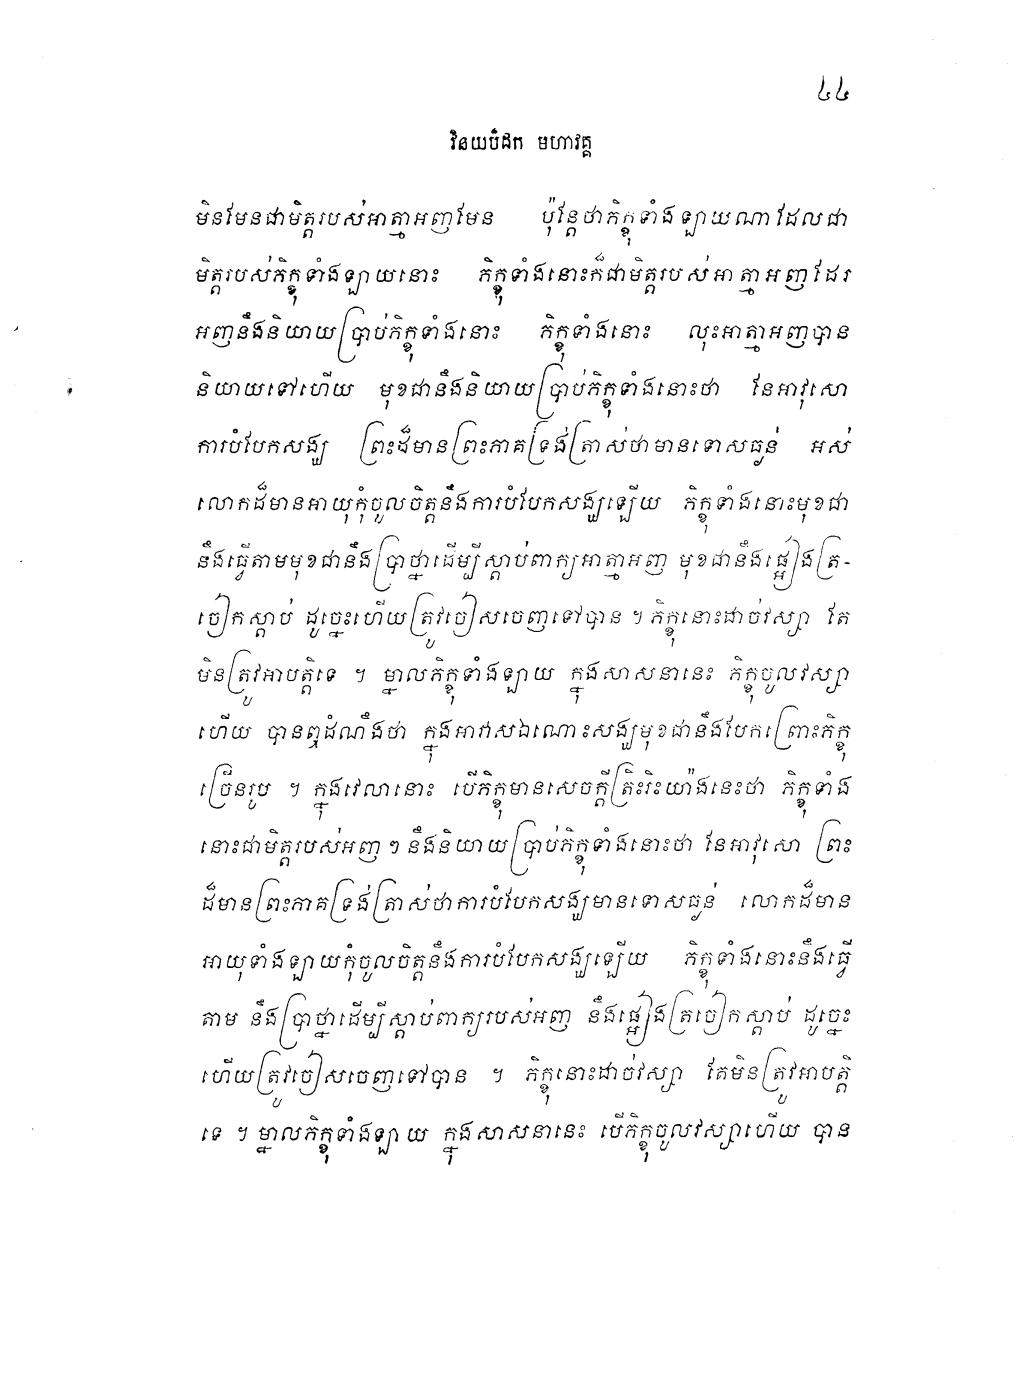 ៤៤
វិនយបិដក មហាវគ្គ
មិនមែនជាមិត្តរបស់អាត្មាអញមែន ប៉ុន្តែថាភិក្ខុទាំងឡាយណាដែលជា
មិត្តរបស់ភិក្ខុទាំងឡាយនោះ ភិក្ខុទាំងនោះក៏ជាមិត្តរបស់អាត្មាអញដែរ
អញនឹងនិយាយប្រាប់ភិក្ខុទាំងនោះ ភិក្ខុទាំងនោះ លុះអាត្មាអញបាន
និយាយទៅហើយ មុខជានឹងនិយាយប្រាប់ភិក្ខុទាំងនោះថា នែអាវុសោ
ការបំបែកសង្ឃ ព្រះដ៏មានព្រះភាគទ្រង់ត្រាស់ថាមានទោសធ្ងន់ អស់
លោកដ៏មានអាយុកុំចូលចិត្តនឹងការបំបែកសង្ឃឡើយ ភិក្ខុទាំងនោះមុខជា
នឹងធ្វើតាមមុខជានឹងប្រាថ្នាដើម្បីស្តាប់ពាក្យអាត្មាអញ មុខជានឹងផ្អៀងត្រ-
ចៀកស្តាប់ ដូច្នេះហើយត្រូវចៀសចេញទៅបាន ។ ភិក្ខុនោះដាច់វស្សា តែ
មិនត្រូវអាបត្តិទេ ។ ម្នាលភិក្ខុទាំងឡាយ ក្នុងសាសនានេះ ភិក្ខុចូលវស្សា
ហើយ បានឮដំណឹងថា ក្នុងអាវាសឯណោះសង្ឃមុខជានឹងបែកព្រោះភិក្ខុ
ច្រើនរូប ។ ក្នុងវេលានោះ បើភិក្ខុមានសេចក្តីត្រិះរិះយ៉ាងនេះថា ភិក្ខុទាំង
នោះជាមិត្តរបស់អញ ៗ នឹងនិយាយប្រាប់ភិក្ខុទាំងនោះថា នែអាវុសោ ព្រះ
ដ៏មានព្រះភាគទ្រង់ត្រាស់ថាការបំបែកសង្ឃមានទោសធ្ងន់ លោកដ៏មាន
អាយុទាំងឡាយកុំចូលចិត្តនឹងការបំបែកសង្ឃឡើយ ភិក្ខុទាំងនោះនឹងធ្វើ
តាម នឹងប្រាថ្នាដើម្បីស្តាប់ពាក្យរបស់អញ នឹងផ្អៀងត្រចៀកស្តាប់ ដូច្នេះ
ហើយត្រូវចៀសចេញទៅបាន ។ ភិក្ខុនោះដាច់វស្សា តែមិនត្រូវអាបត្តិ
ទេ ។ ម្នាលភិក្ខុទាំងឡាយ ក្នុងសាសនានេះ បើភិក្ខុចូលវស្សាហើយ បាន